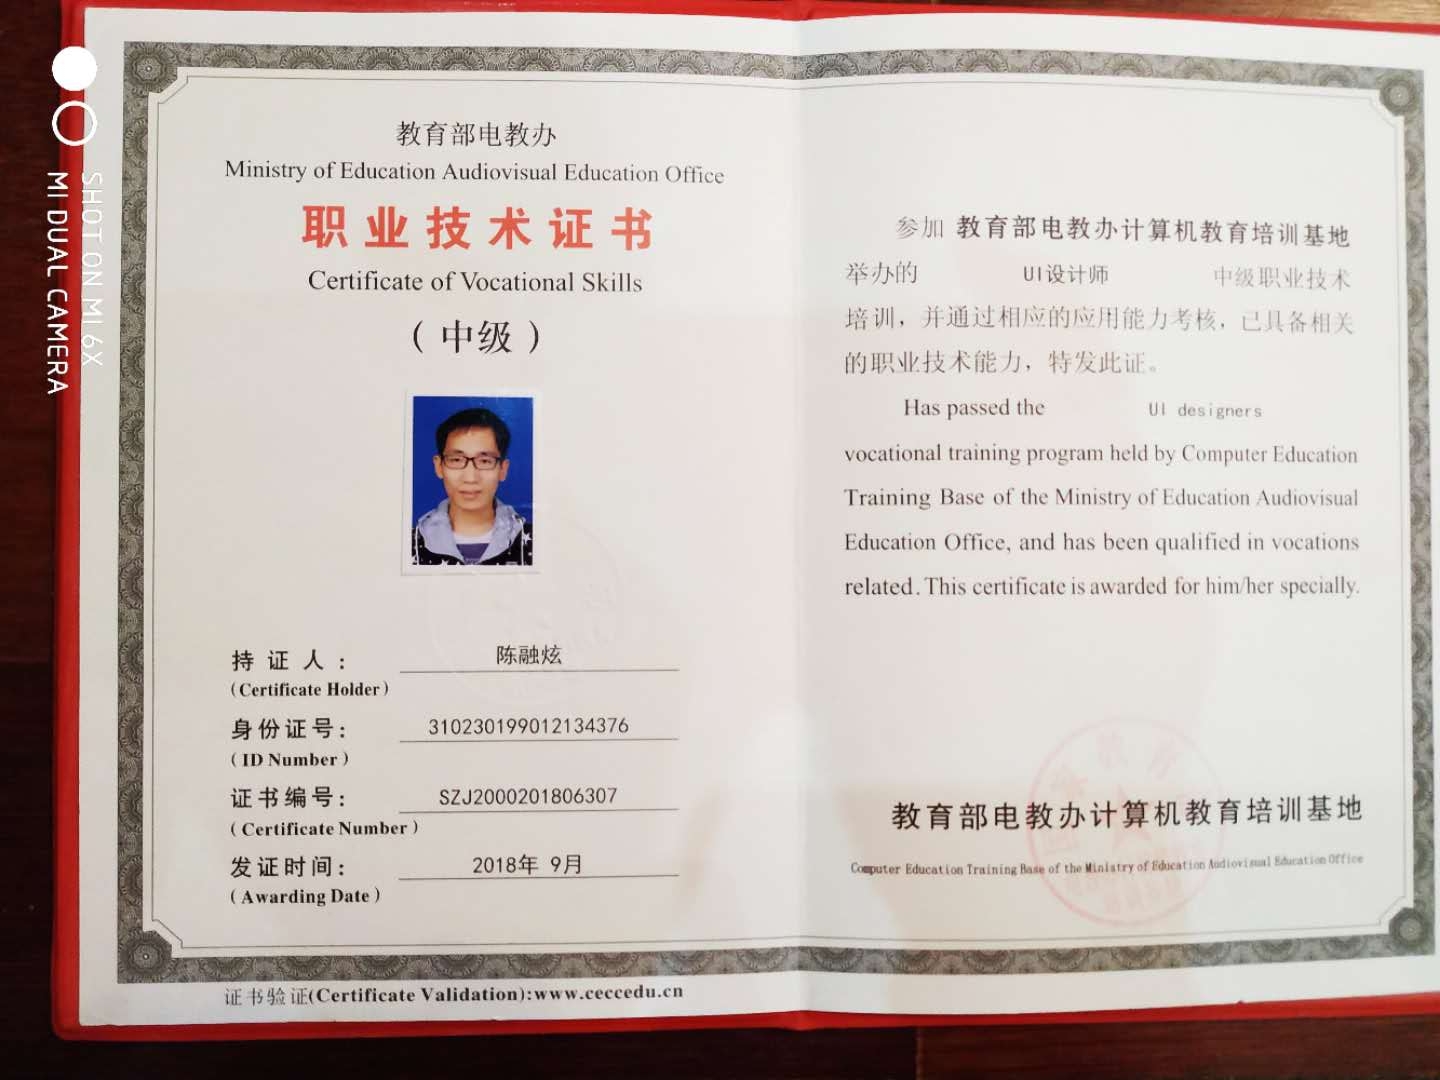 教育部电教办
Ministry of Education Audiovisual Education Office
职业技术证书
Certificate of Vocational Skills
（中级）
持 证 人： 陈融炫
（Certificate Holder）
身份证号： 310230199012134376
（ID Number）
证书编号： SZJ2000201806307
（Certificate Number）
发证时间： 2018年 9月
（Awarding Date）
证书验证(Certificate Validation):www.ceccedu.cn
参加 教育部电教办计算机教育培训基地
举办的 UI设计师 中级职业技术
培训，并通过相应的应用能力考核，已具备相关
的职业技术能力，特发此证。
Has passed the UI designers
vocational training program held by Computer Education
Training Base of the Ministry of Education Audiovisual
Education Office, and has been qualified in vocations
related. This certificate is awarded for him/her specially.
教育部电教办计算机教育培训基地
Computer Education Training Base of the Ministry of Education Audiovisual Education Office
SHOT ON MI 6X
MI DUAL CAMERA